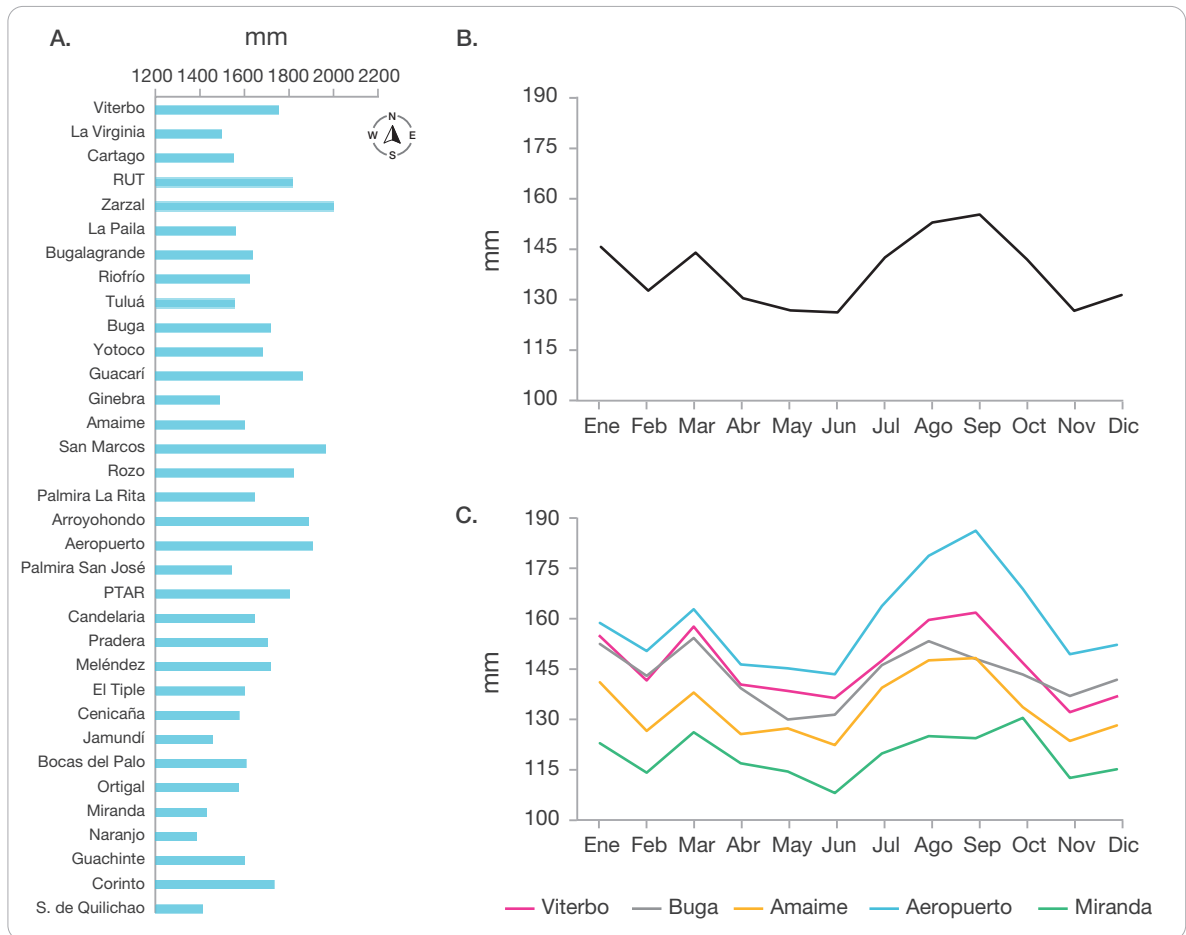 A.
mm
1200 1400 1600 1800 2000 2200
Viterbo
La Virginia
Cartago
RUT
Zarzal
La Paila
Bugalagrande
Riofrío
Tuluá
Buga
Yotoco
Guacarí
Ginebra
Amaime
San Marcos
Rozo
Palmira La Rita
Arroyohondo
Aeropuerto
Palmira San José
PTAR
Candelaria
Pradera
Meléndez
El Tiple
Cenicaña
Jamundí
Bocas del Palo
Ortigal
Miranda
Naranjo
Guachinte
Corinto
S. de Quilichao
N
W E
S
B.
mm
190
175
160
145
130
115
100
Ene Feb Mar Abr May Jun Jul Ago Sep Oct Nov Dic
C.
mm
190
175
160
145
130
115
100
Ene Feb Mar Abr May Jun Jul Ago Sep Oct Nov Dic
Viterbo Buga Amaime Aeropuerto Miranda